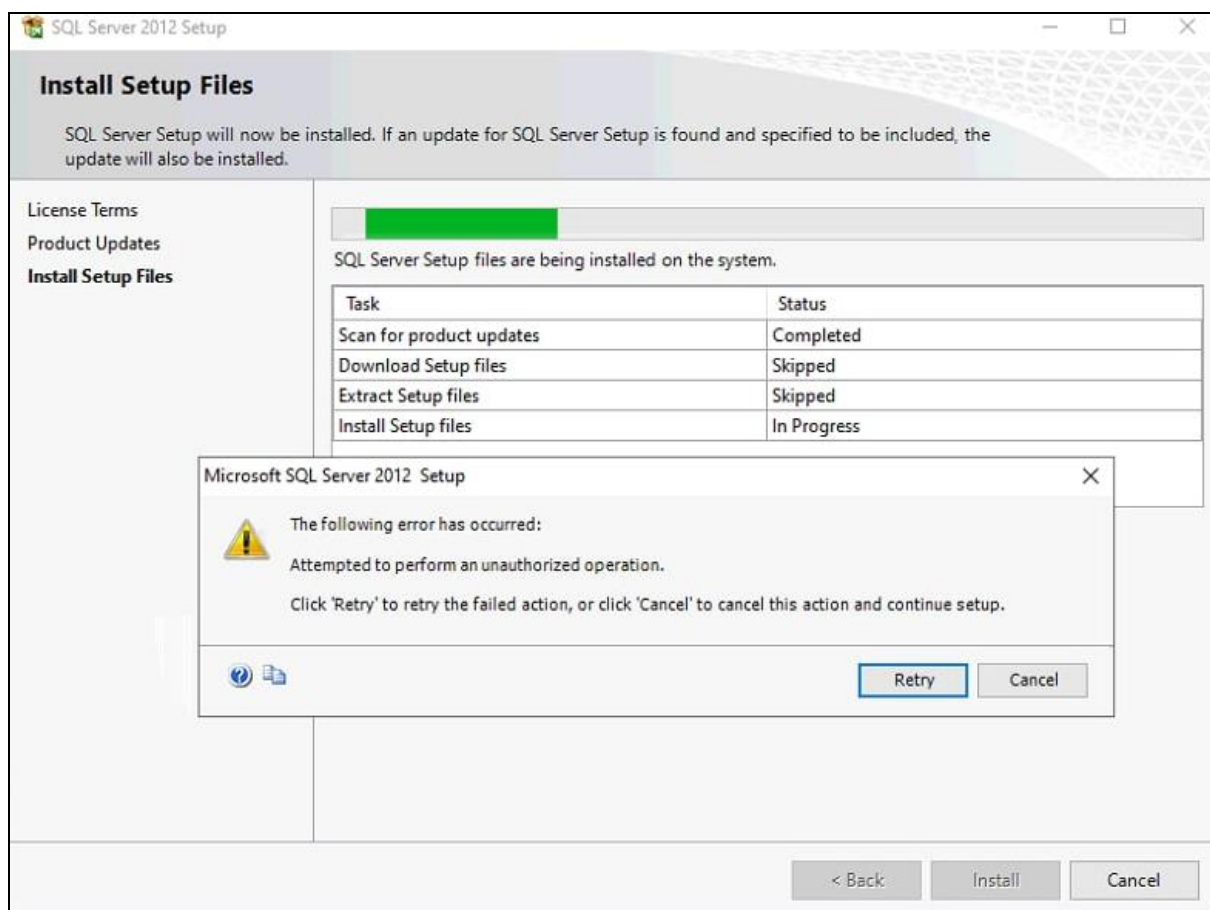 SQL Server 2012 Setup
Install Setup Files
SQL Server Setup will now be installed. If an update for SQL Server Setup is found and specified to be included, the
update will also be installed.
License Terms
Product Updates
Install Setup Files
SQL Server Setup files are being installed on the system.
Task Status
Scan for product updates Completed
Download Setup files Skipped
Extract Setup files Skipped
Install Setup files In Progress
Microsoft SQL Server 2012 Setup
The following error has occurred:
Attempted to perform an unauthorized operation.
Click 'Retry' to retry the failed action, or click 'Cancel' to cancel this action and continue setup.
Retry Cancel
< Back Install Cancel